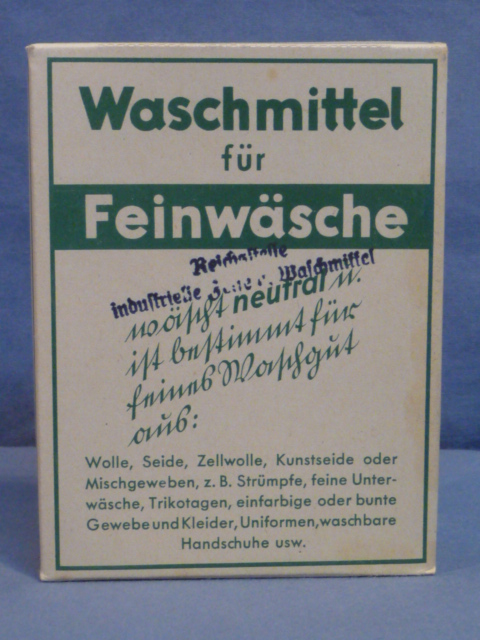 Waschmittel
für
Feinwäsche
Reichsstelle
industrielle Waschmittel
wäscht neutral u.
ist bestimmt für
feines Waschgut
aus:
Wolle, Seide, Zellwolle, Kunstseide oder
Mischgeweben, z. B. Strümpfe, feine Unter-
wäsche, Trikotagen, einfarbige oder bunte
Gewebe und Kleider, Uniformen, waschbare
Handschuhe usw.